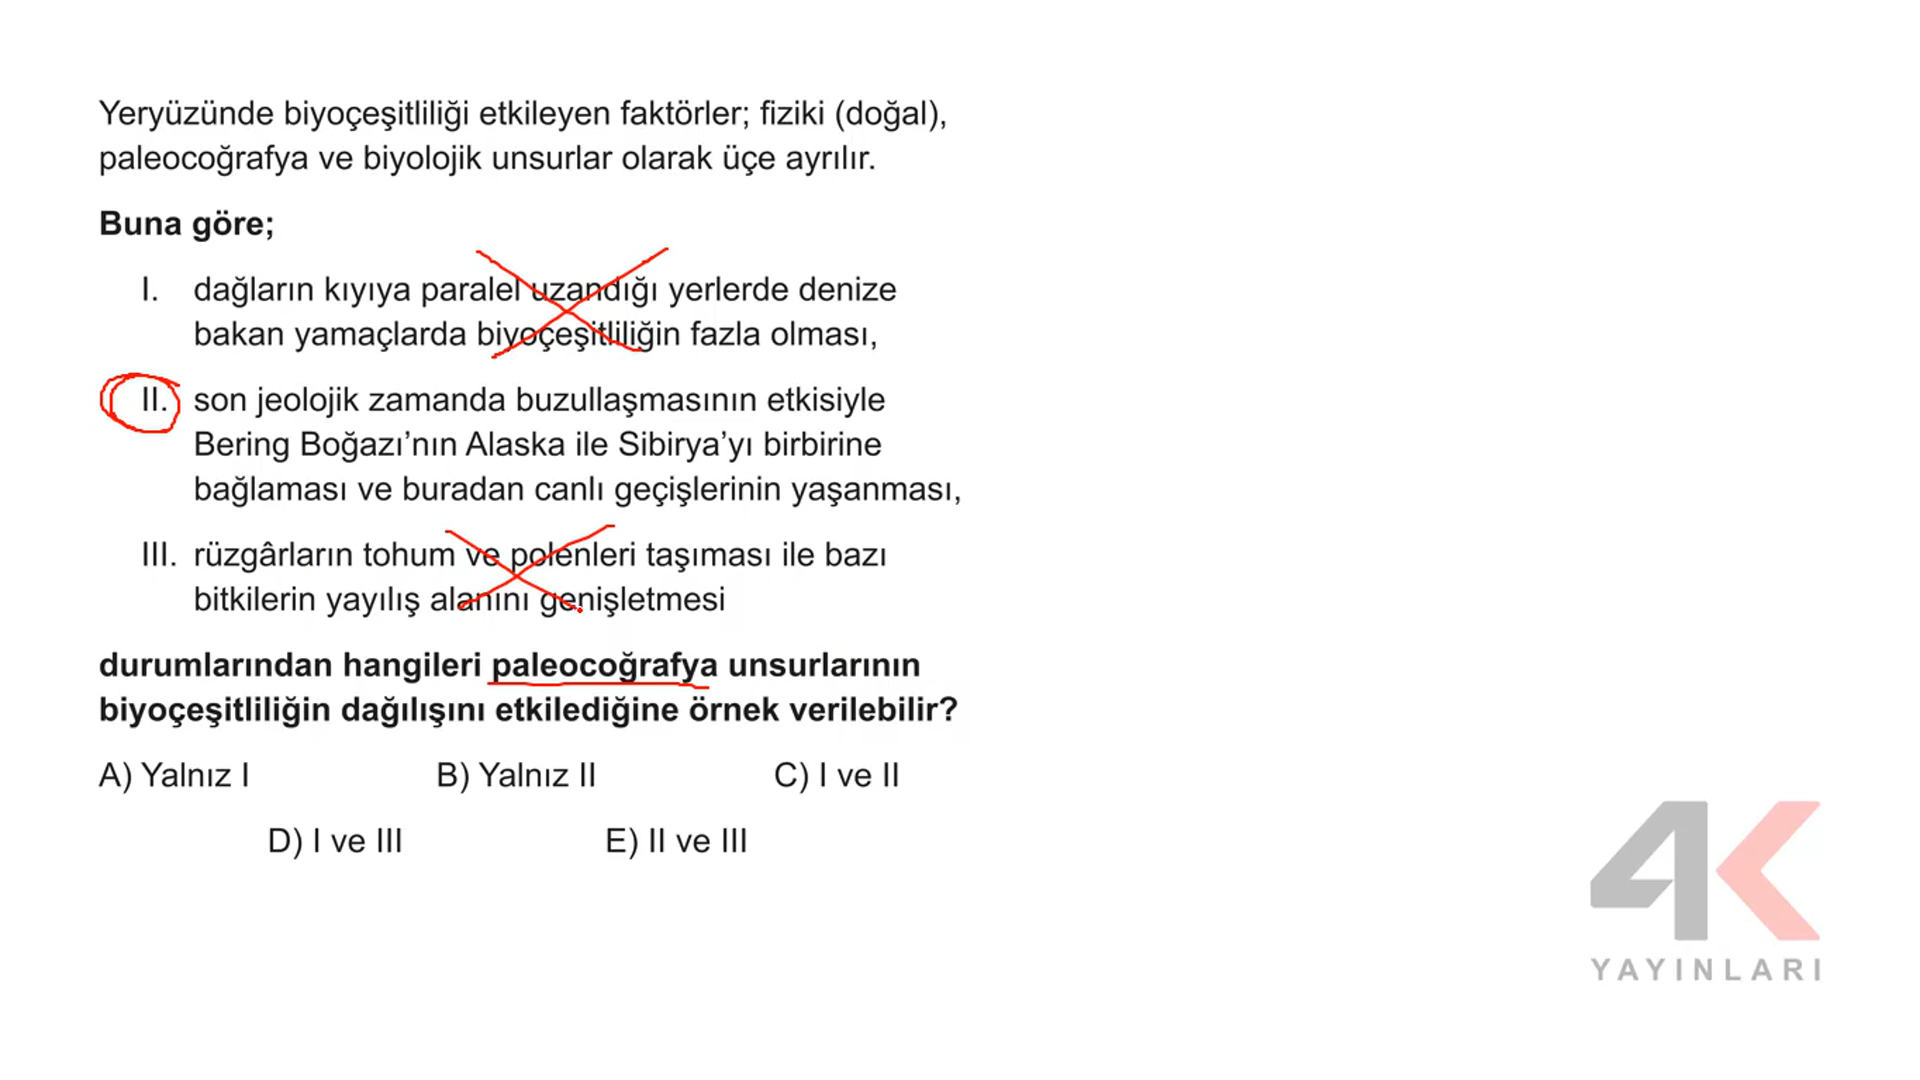 Yeryüzünde biyoçeşitliliği etkileyen faktörler; fiziki (doğal),
paleocoğrafya ve biyolojik unsurlar olarak üçe ayrılır.
Buna göre;
I. dağların kıyıya paralel uzandığı yerlerde denize
bakan yamaçlarda biyoçeşitliliğin fazla olması,
II. son jeolojik zamanda buzullaşmasının etkisiyle
Bering Boğazı’nın Alaska ile Sibirya’yı birbirine
bağlaması ve buradan canlı geçişlerinin yaşanması,
III. rüzgârların tohum ve polenleri taşıması ile bazı
bitkilerin yayılış alanını genişletmesi
durumlarından hangileri paleocoğrafya unsurlarının
biyoçeşitliliğin dağılışını etkilediğine örnek verilebilir?
A) Yalnız I B) Yalnız II C) I ve II
D) I ve III E) II ve III
4K
YAYINLARI